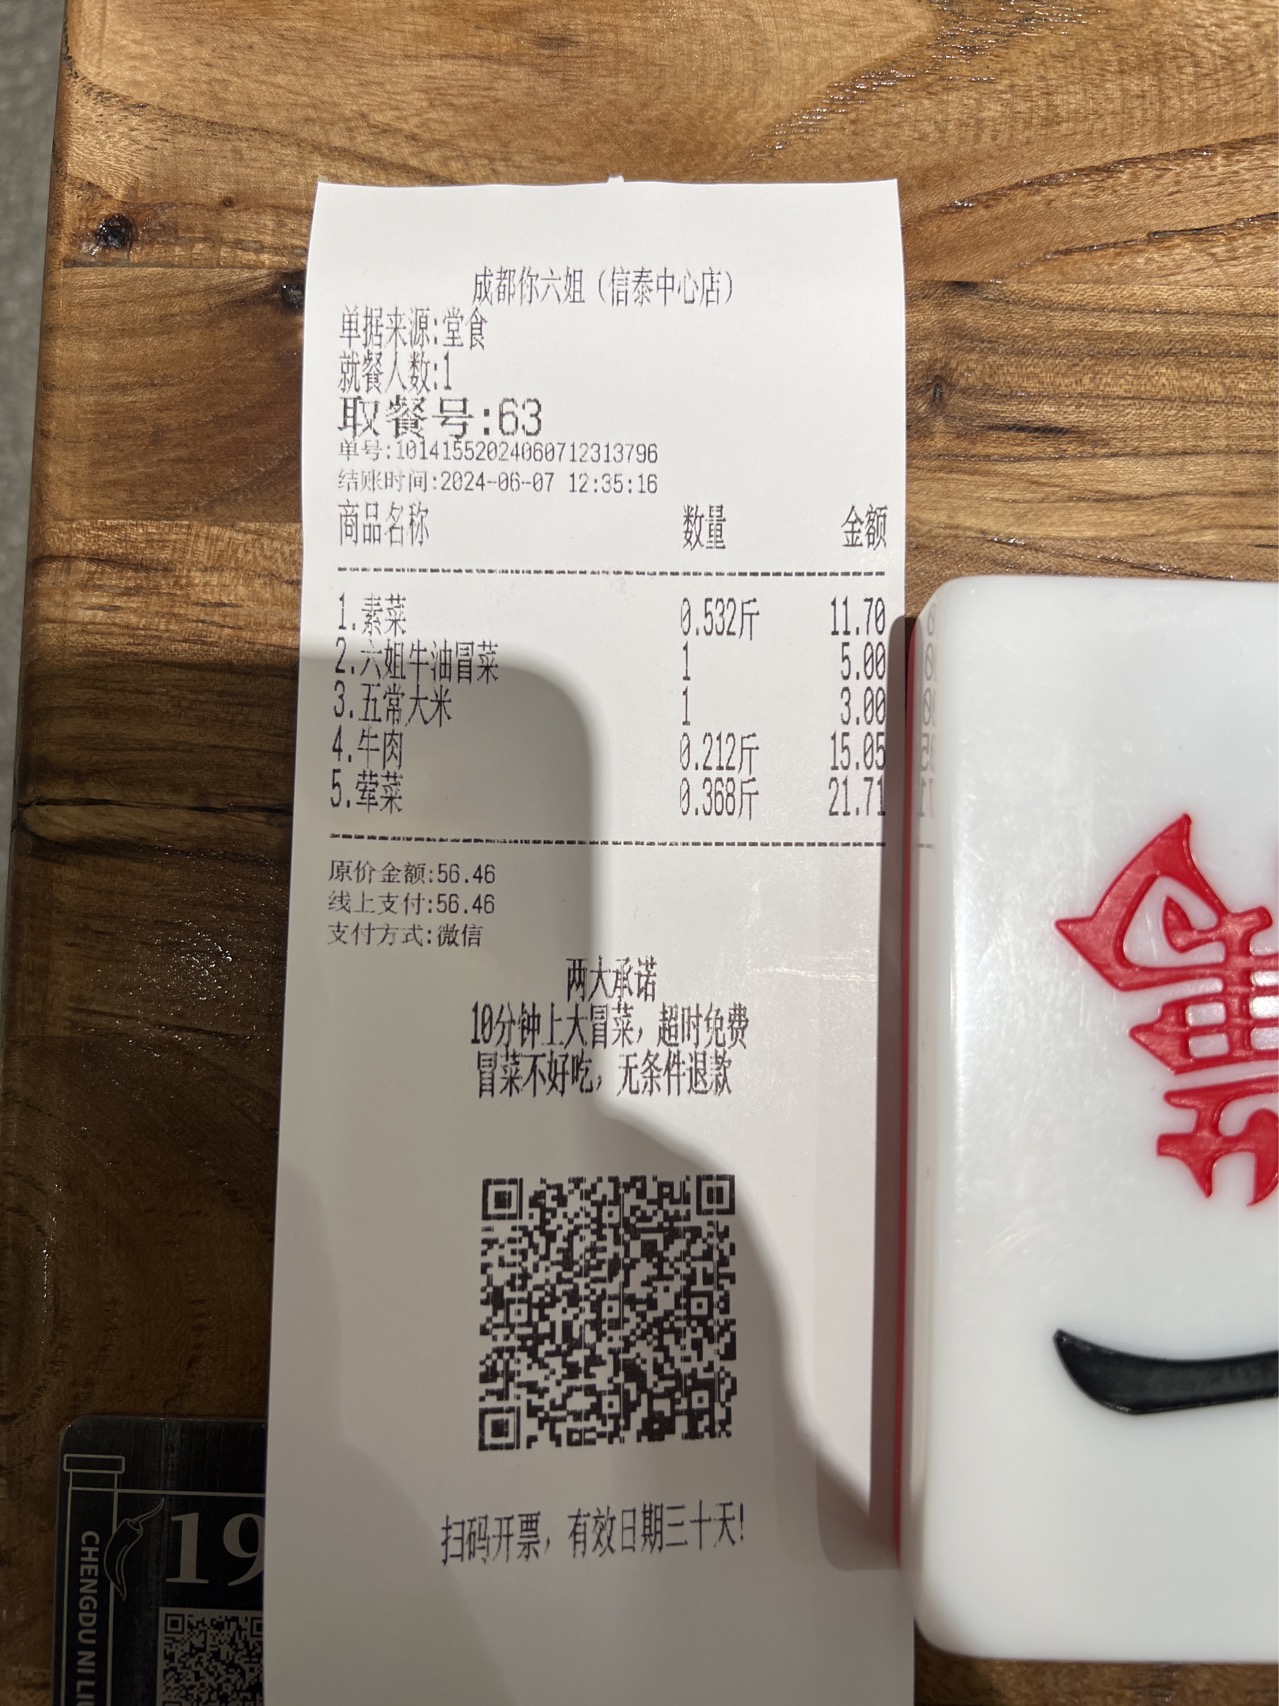 成都你六姐（信泰中心店）
单据来源:堂食
就餐人数:1
取餐号:63
单号:10141552024060712313796
结账时间:2024-06-07 12:35:16
商品名称 数量 金额
1.素菜 0.532斤 11.70
2.六姐牛油冒菜 1 5.00
3.五常大米 1 3.00
4.牛肉 0.212斤 15.05
5.荤菜 0.368斤 21.71
原价金额:56.46
线上支付:56.46
支付方式:微信
两大承诺
10分钟上大冒菜，超时免费
冒菜不好吃，无条件退款
扫码开票，有效日期三十天!
19
CHENGDU NI LI
一